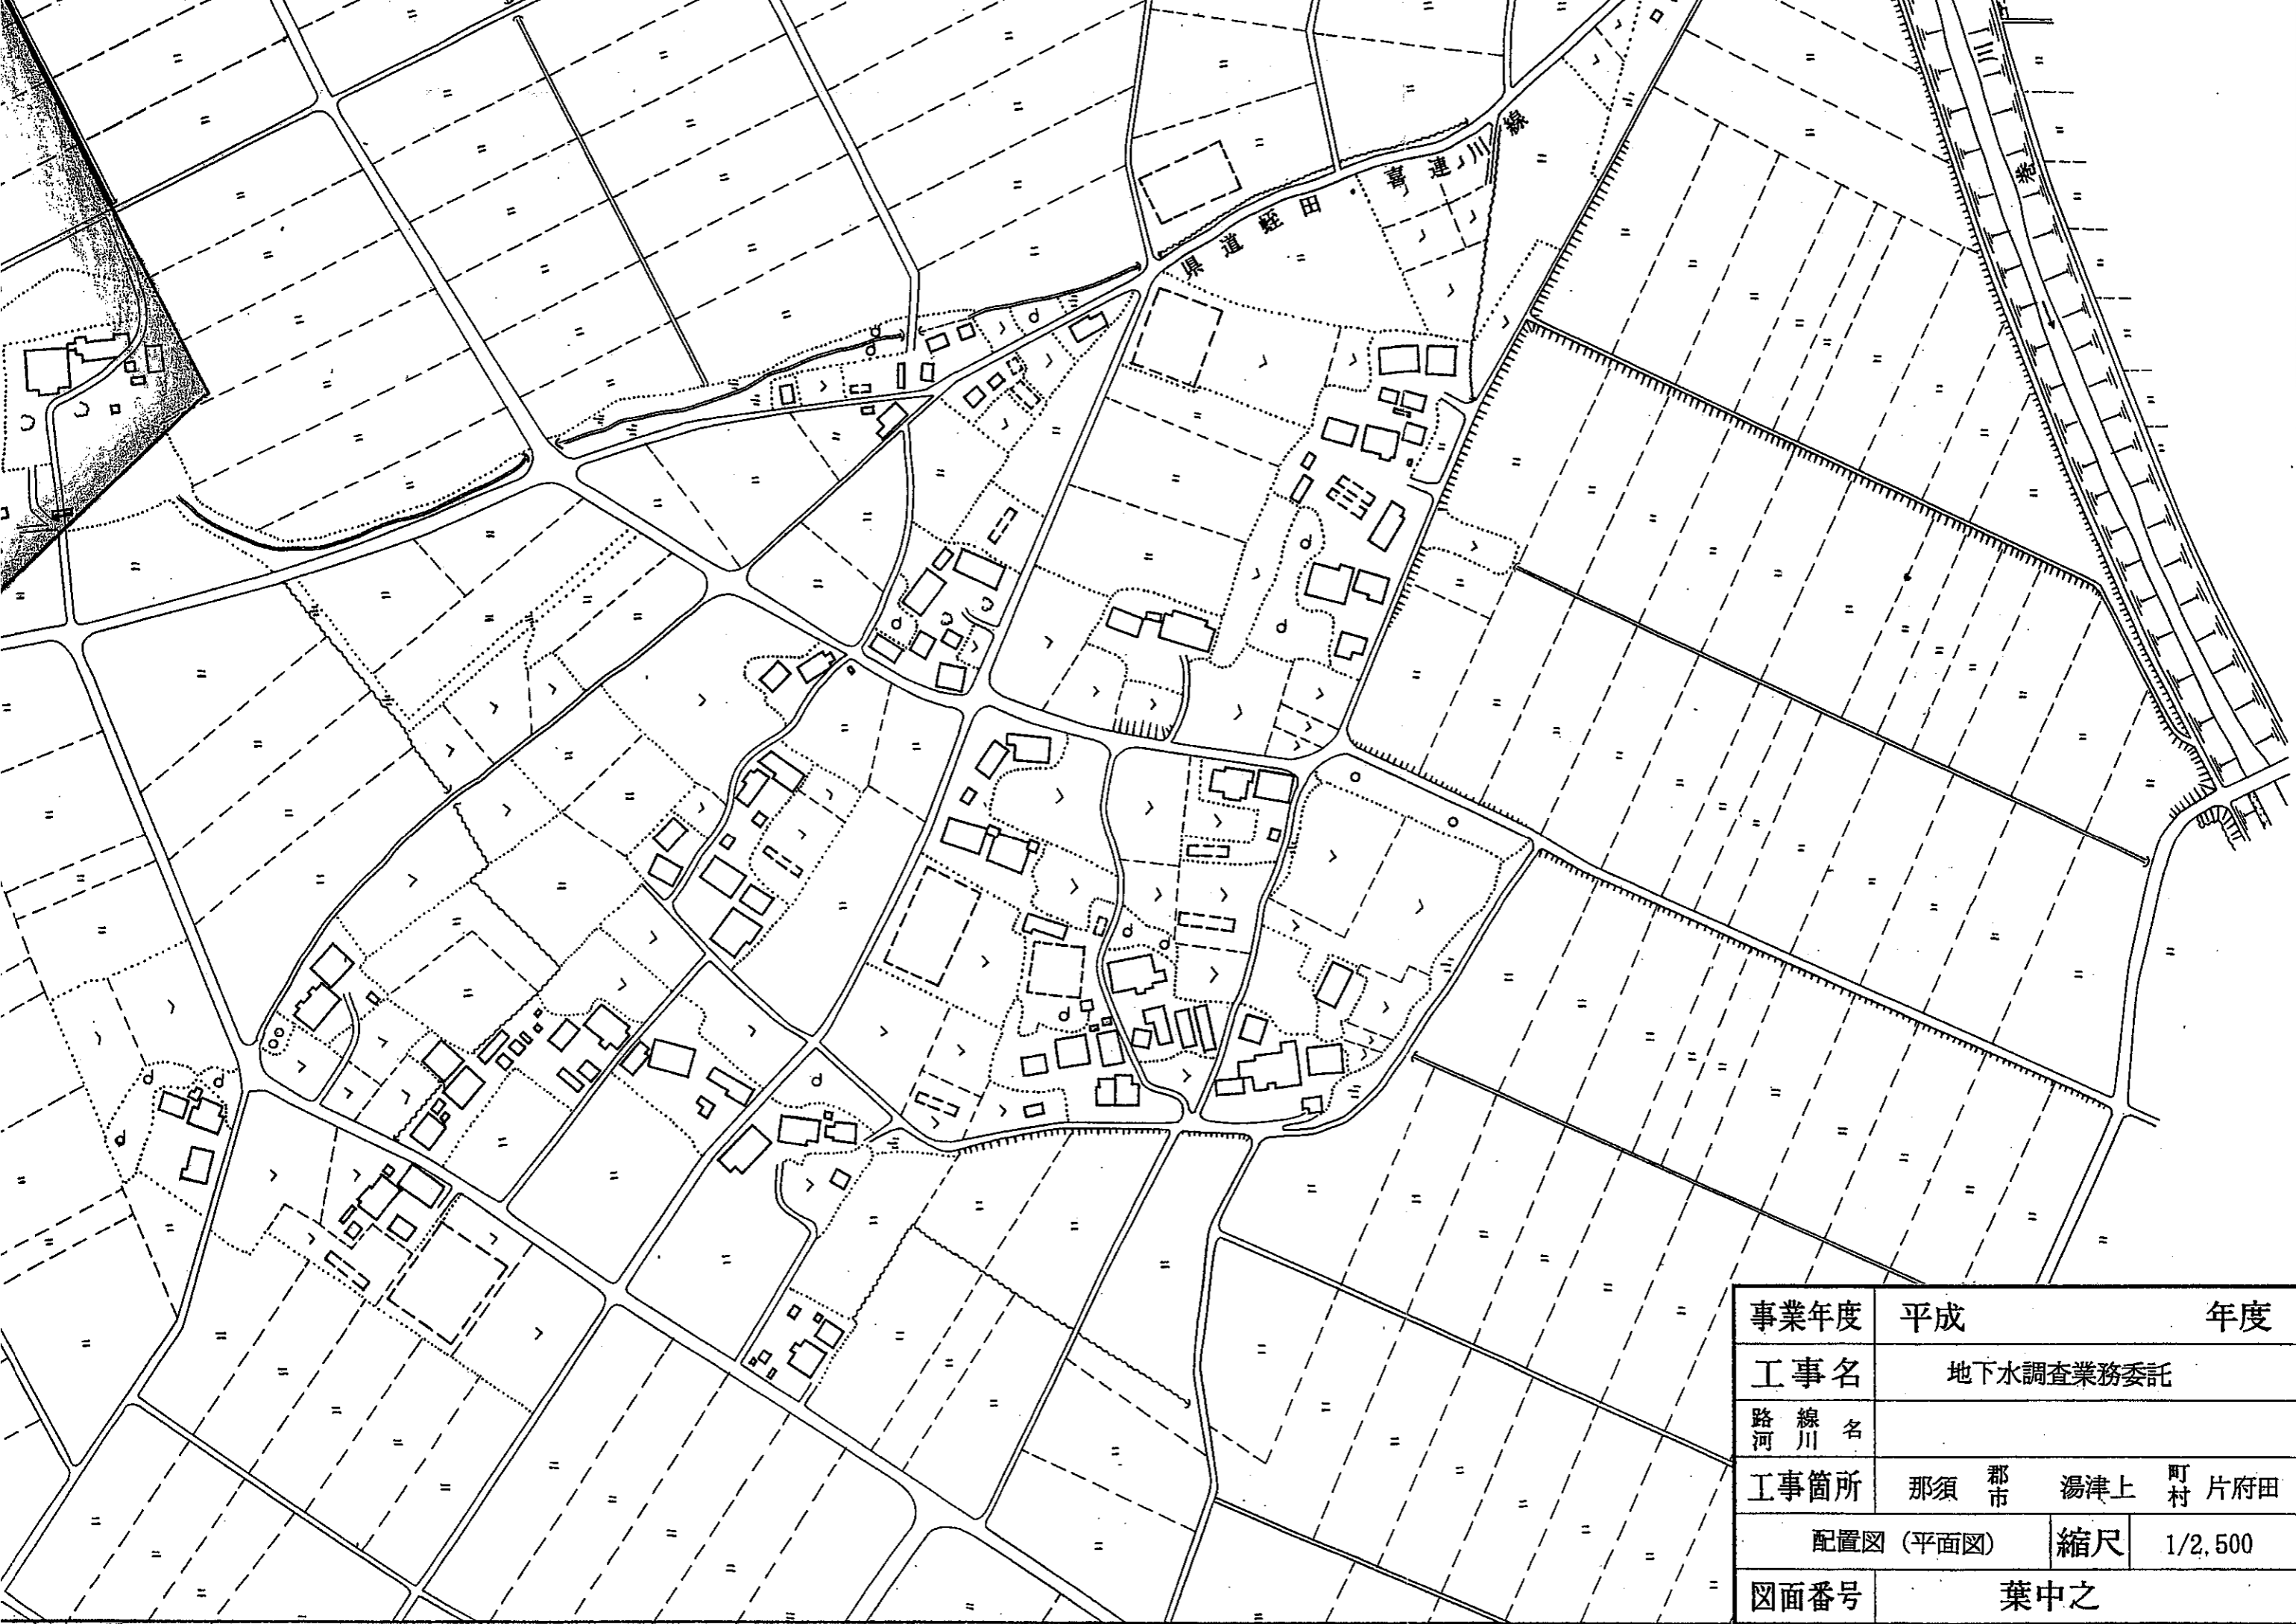 川
巻
県道蛭田・喜連川線
事業年度 平成 年度
工事名 地下水調査業務委託
路線河川名
工事箇所 那須 郡市 湯津上 町村 片府田
配置図(平面図) 縮尺 1/2,500
図面番号 葉中之